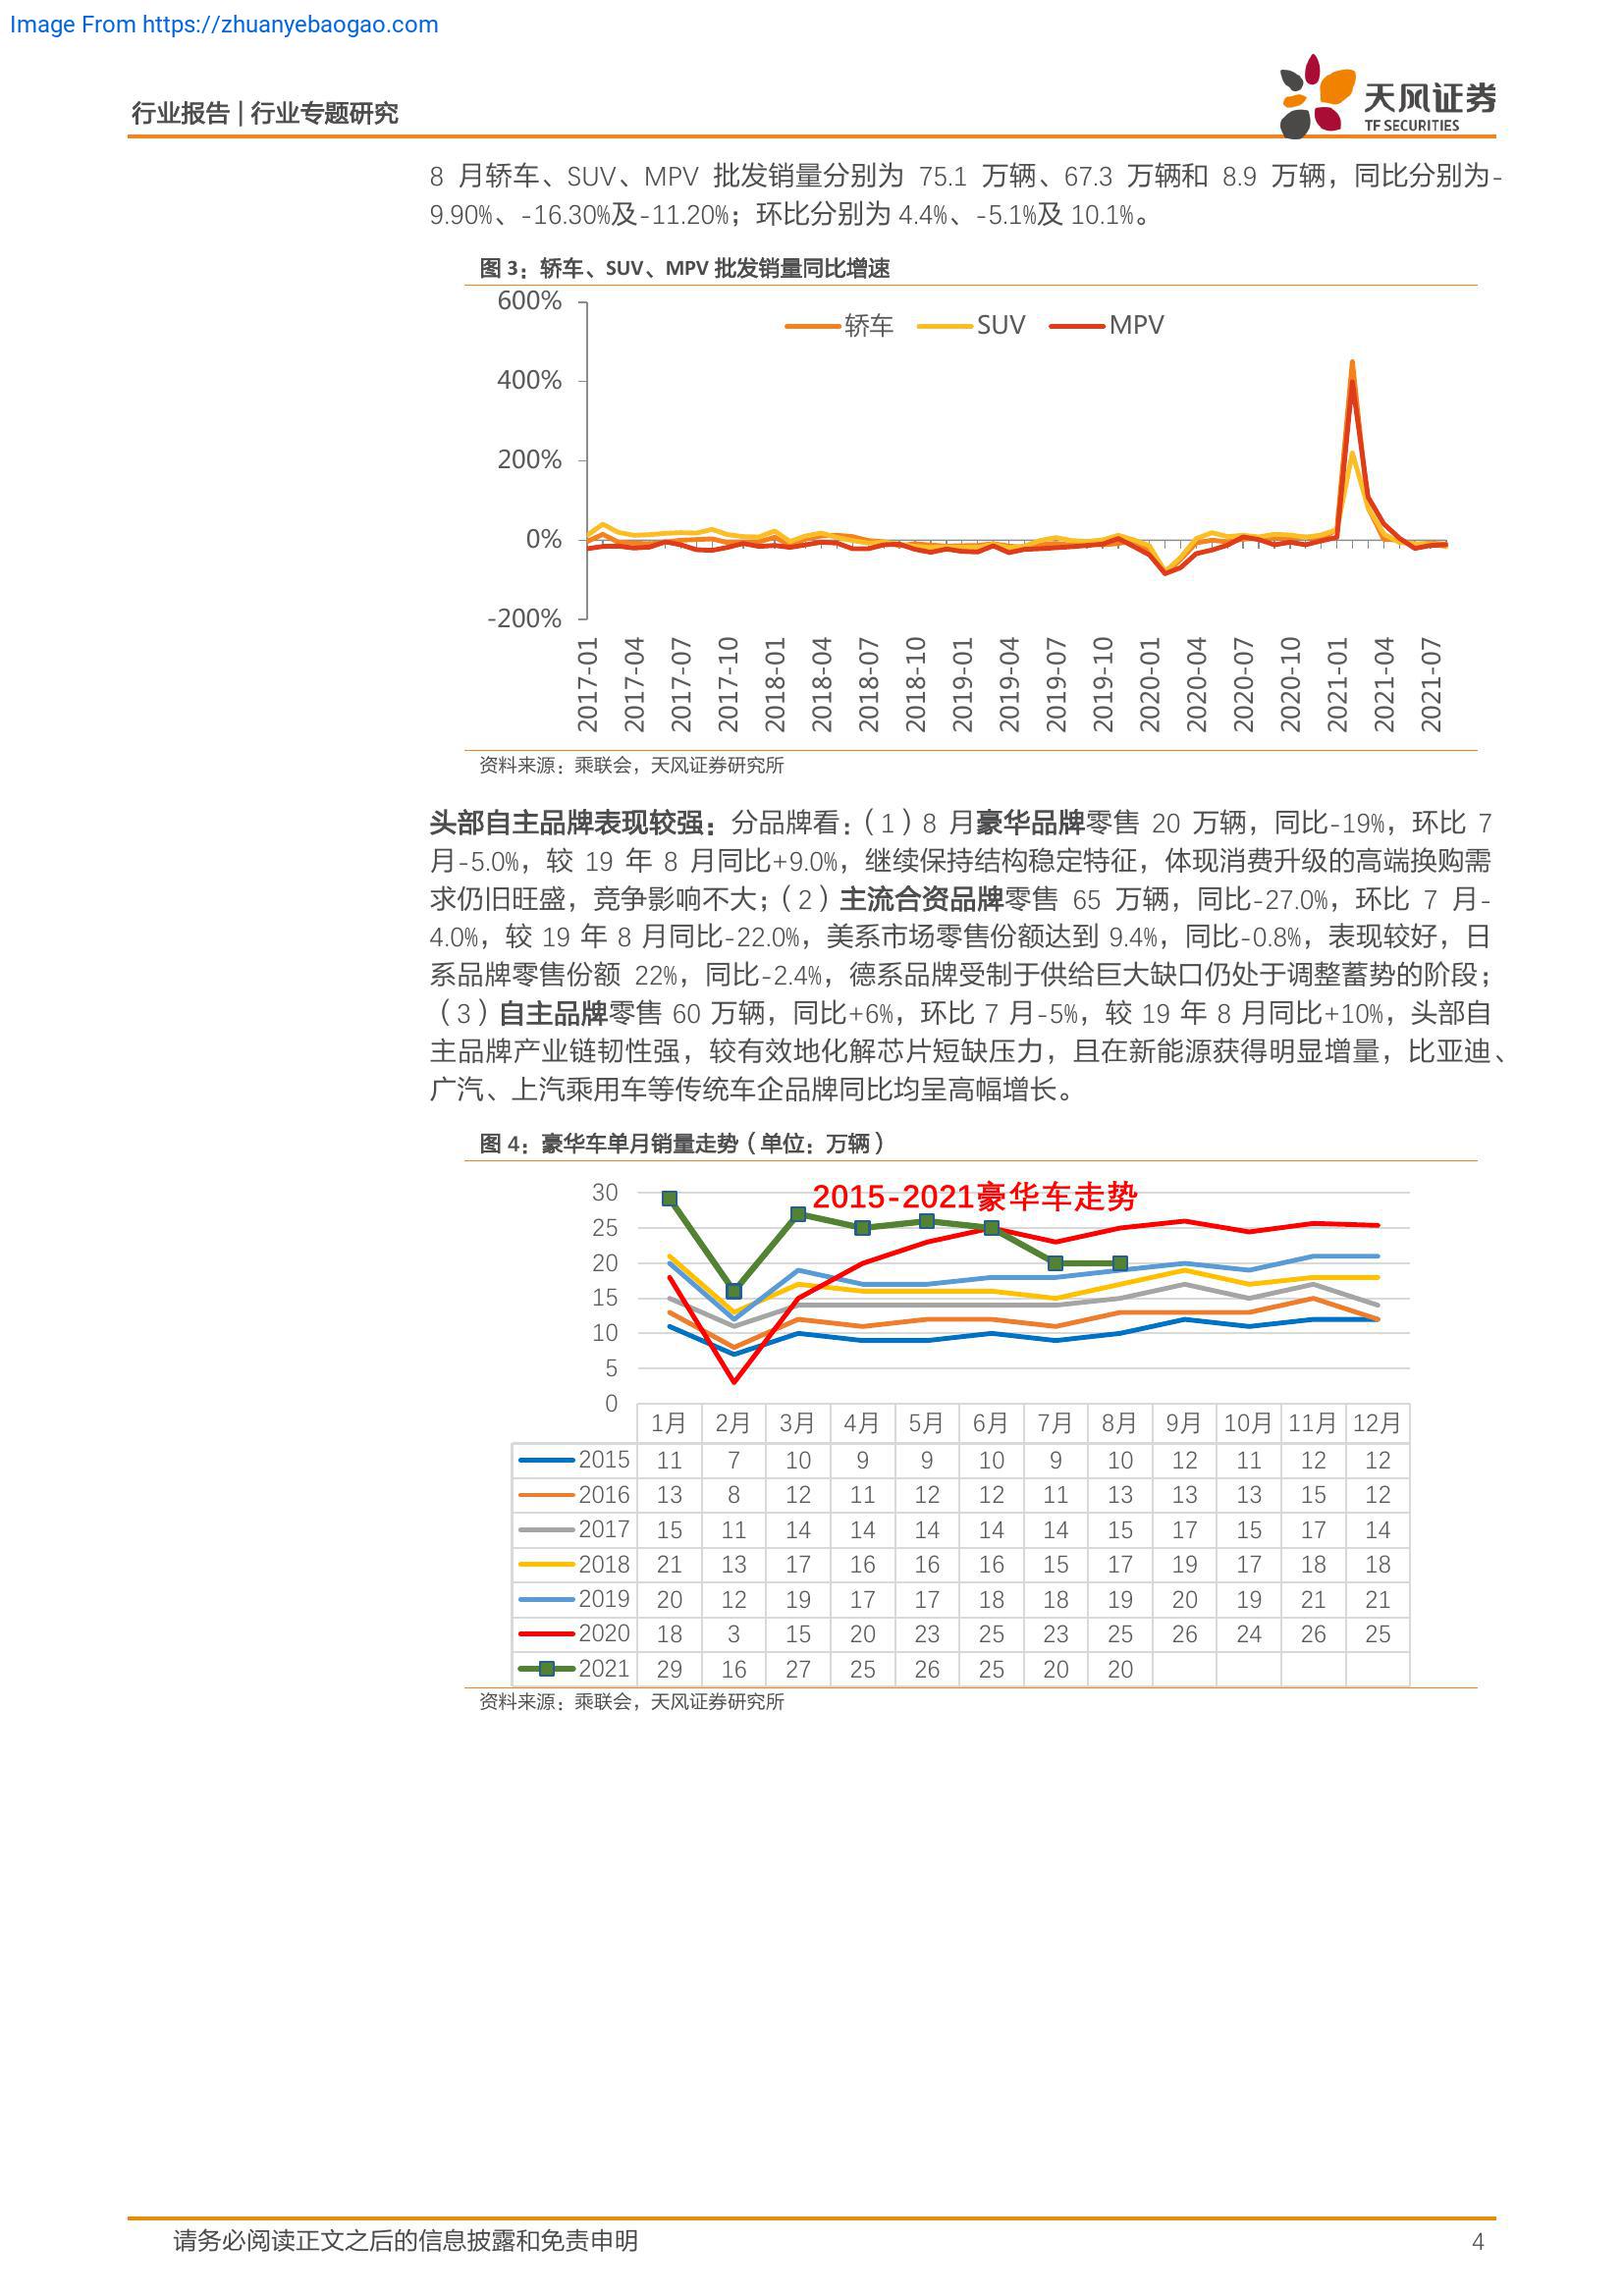 Image From https://zhuanyebaogao.com
行业报告 | 行业专题研究
天风证券
TF SECURITIES
8 月轿车、SUV、MPV 批发销量分别为 75.1 万辆、67.3 万辆和 8.9 万辆，同比分别为-
9.90%、-16.30%及-11.20%；环比分别为 4.4%、-5.1%及 10.1%。
图 3：轿车、SUV、MPV 批发销量同比增速
600%
轿车 SUV MPV
400%
200%
0%
-200%
2017-01 2017-04 2017-07 2017-10 2018-01 2018-04 2018-07 2018-10 2019-01 2019-04 2019-07 2019-10 2020-01 2020-04 2020-07 2020-10 2021-01 2021-04 2021-07
资料来源：乘联会，天风证券研究所
头部自主品牌表现较强：分品牌看：（1）8 月豪华品牌零售 20 万辆，同比-19%，环比 7
月-5.0%，较 19 年 8 月同比+9.0%，继续保持结构稳定特征，体现消费升级的高端换购需
求仍旧旺盛，竞争影响不大；（2）主流合资品牌零售 65 万辆，同比-27.0%，环比 7 月-
4.0%，较 19 年 8 月同比-22.0%，美系市场零售份额达到 9.4%，同比-0.8%，表现较好，日
系品牌零售份额 22%，同比-2.4%，德系品牌受制于供给巨大缺口仍处于调整蓄势的阶段；
（3）自主品牌零售 60 万辆，同比+6%，环比 7 月-5%，较 19 年 8 月同比+10%，头部自
主品牌产业链韧性强，较有效地化解芯片短缺压力，且在新能源获得明显增量，比亚迪、
广汽、上汽乘用车等传统车企品牌同比均呈高幅增长。
图 4：豪华车单月销量走势（单位：万辆）
2015-2021豪华车走势
30
25
20
15
10
5
0
1月 2月 3月 4月 5月 6月 7月 8月 9月 10月 11月 12月
2015 11 7 10 9 9 10 9 10 12 11 12 12
2016 13 8 12 11 12 12 11 13 13 13 15 12
2017 15 11 14 14 14 14 14 15 17 15 17 14
2018 21 13 17 16 16 16 15 17 19 17 18 18
2019 20 12 19 17 17 18 18 19 20 19 21 21
2020 18 3 15 20 23 25 23 25 26 24 26 25
2021 29 16 27 25 26 25 20 20
资料来源：乘联会，天风证券研究所
请务必阅读正文之后的信息披露和免责申明
4